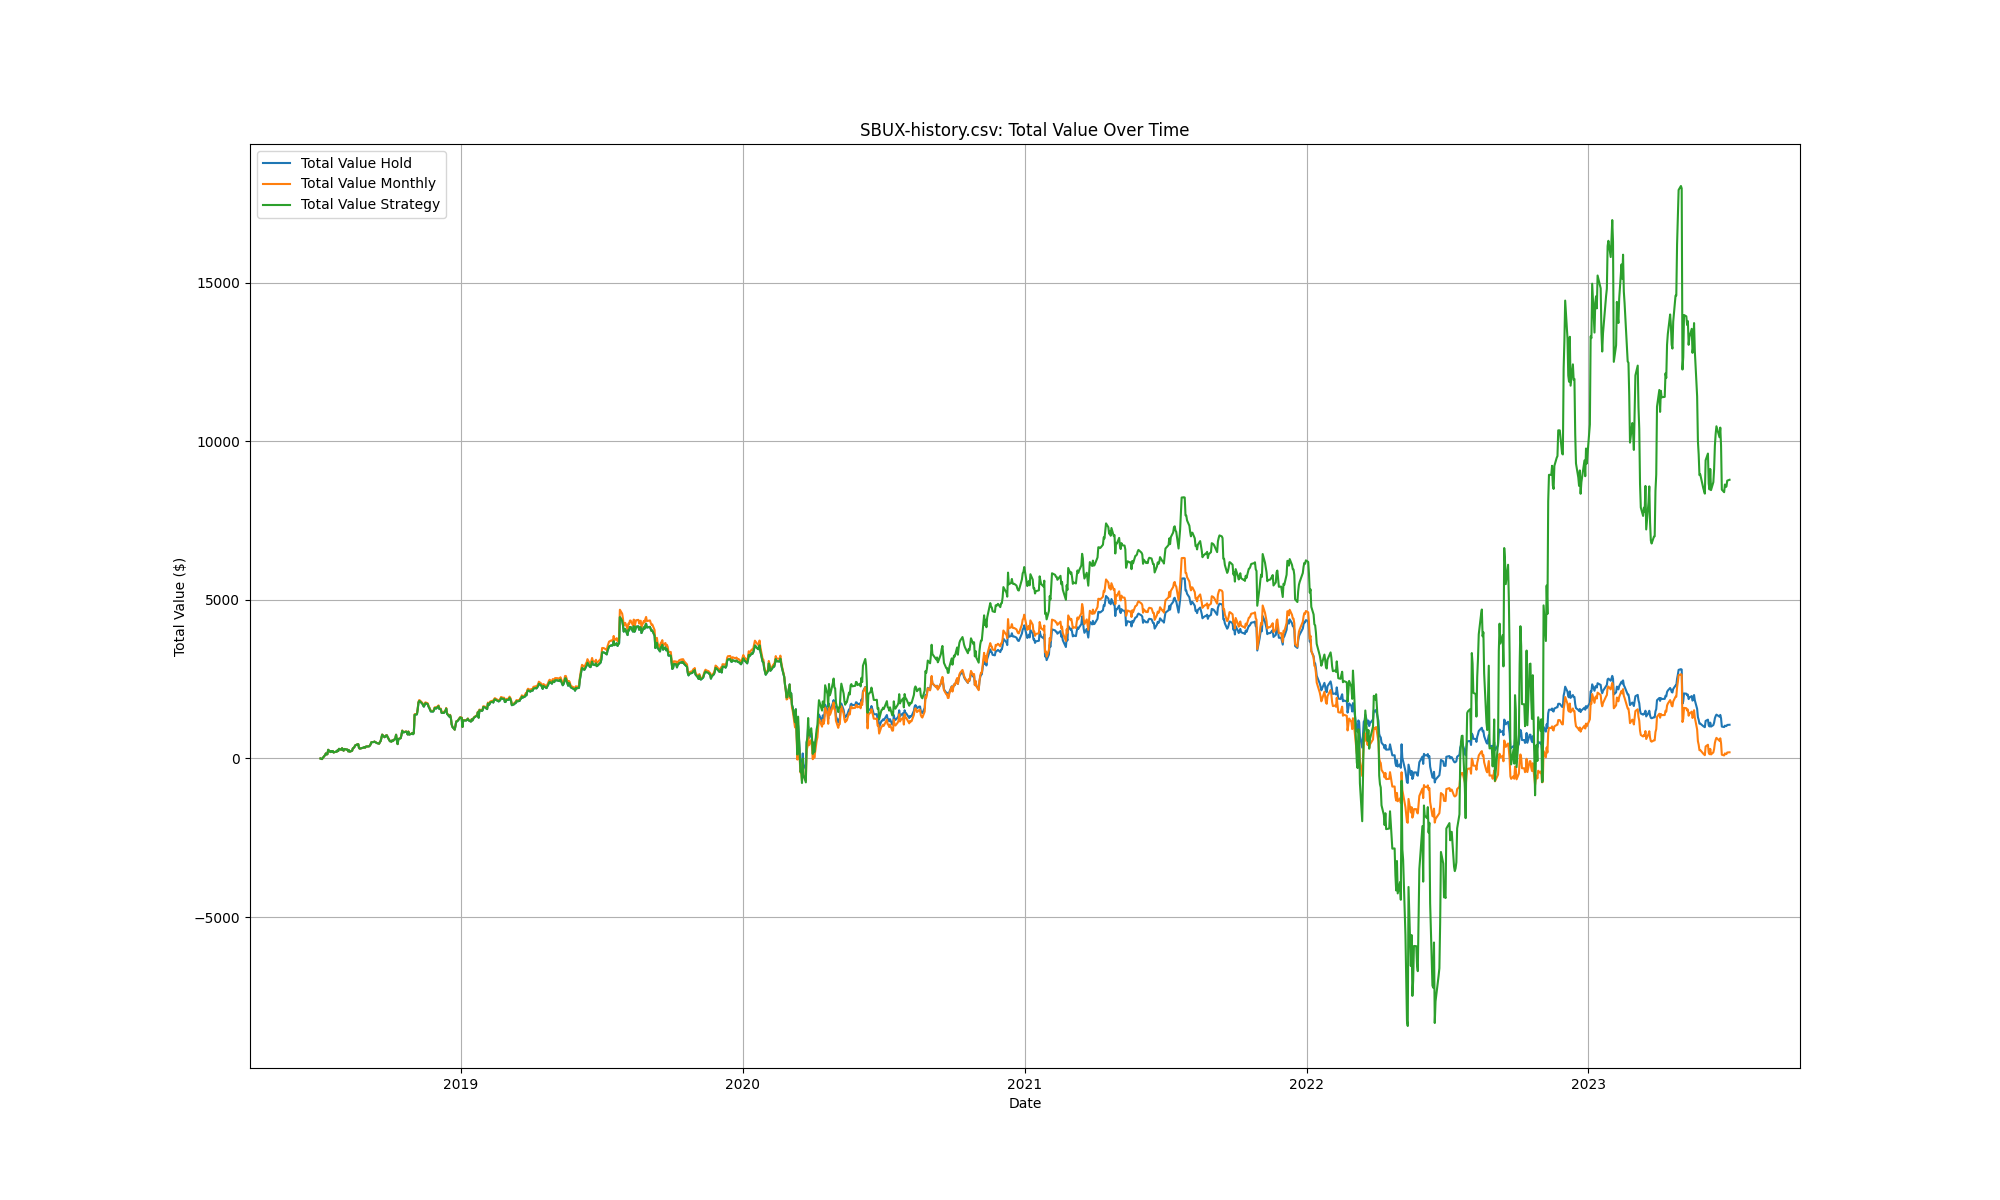 SBUX-history.csv: Total Value Over Time
Total Value Hold
Total Value Monthly
Total Value Strategy
15000
10000
5000
0
−5000
Total Value ($)
2019 2020 2021 2022 2023
Date